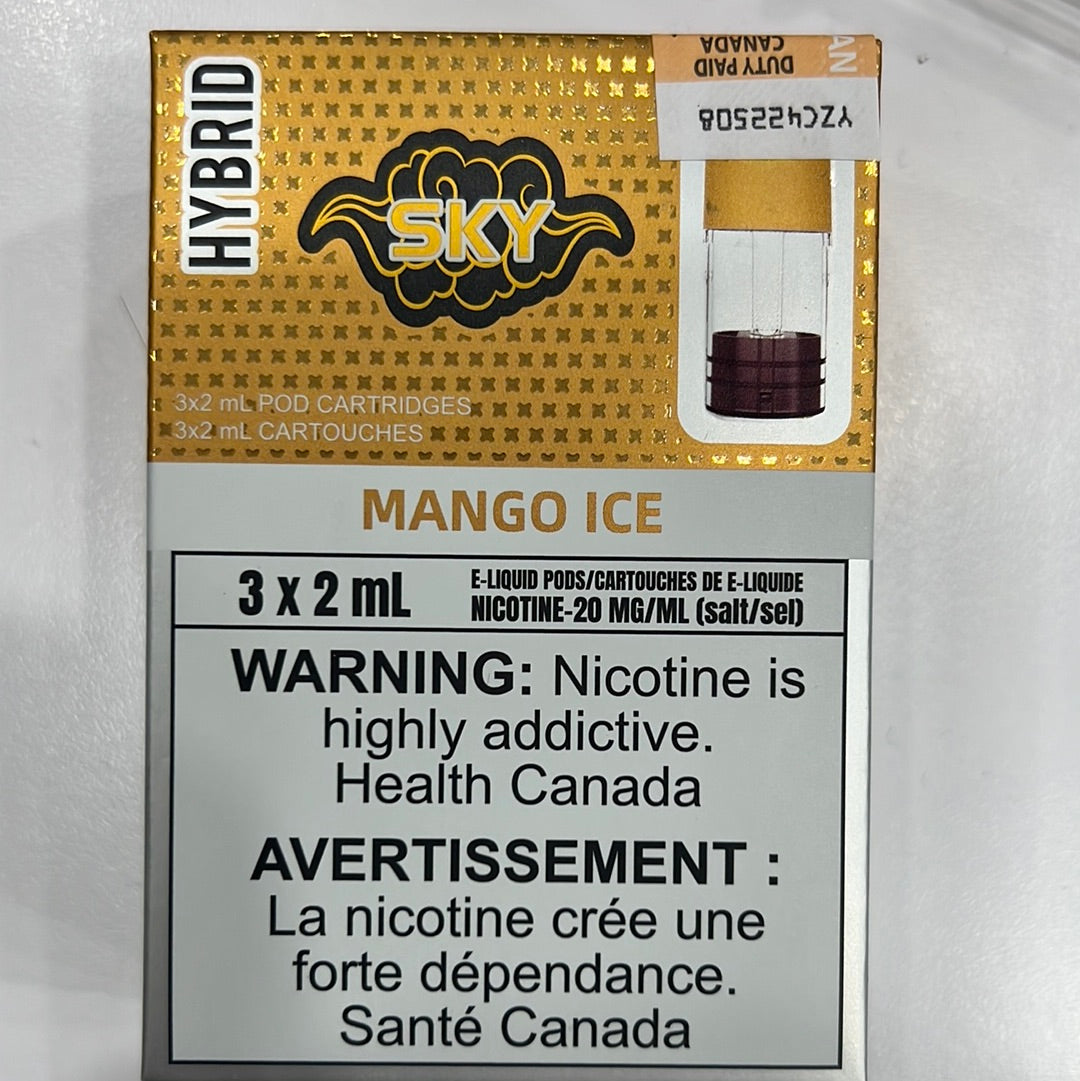 HYBRID
SKY
AN
DUTY PAID
CANADA
YZC422508
3x2 mL POD CARTRIDGES
3x2 mL CARTOUCHES
MANGO ICE
3 x 2 mL
E-LIQUID PODS/CARTOUCHES DE E-LIQUIDE
NICOTINE-20 MG/ML (salt/sel)
WARNING: Nicotine is
highly addictive.
Health Canada
AVERTISSEMENT :
La nicotine crée une
forte dépendance.
Santé Canada